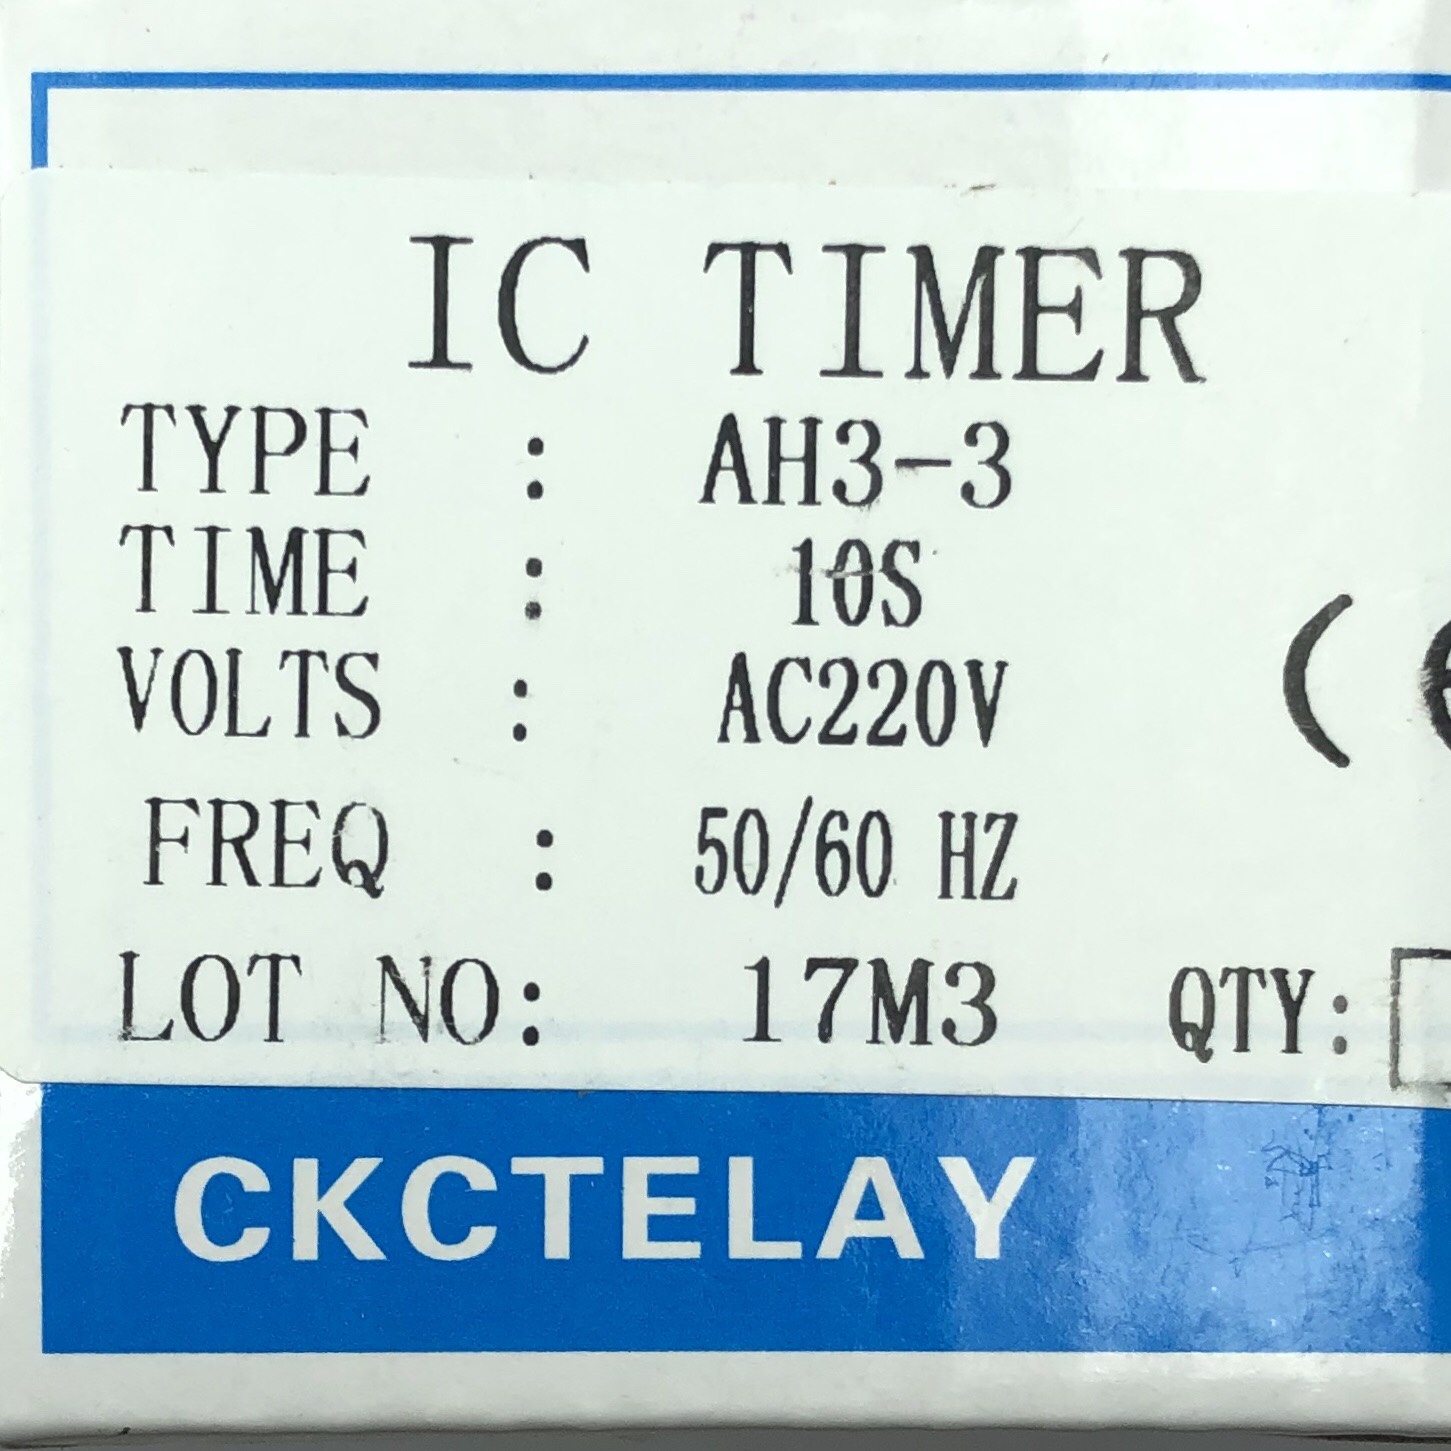 IC TIMER
TYPE : AH3-3
TIME : 10S
VOLTS : AC220V
FREQ : 50/60 HZ
LOT NO: 17M3 QTY:
CKCTELAY